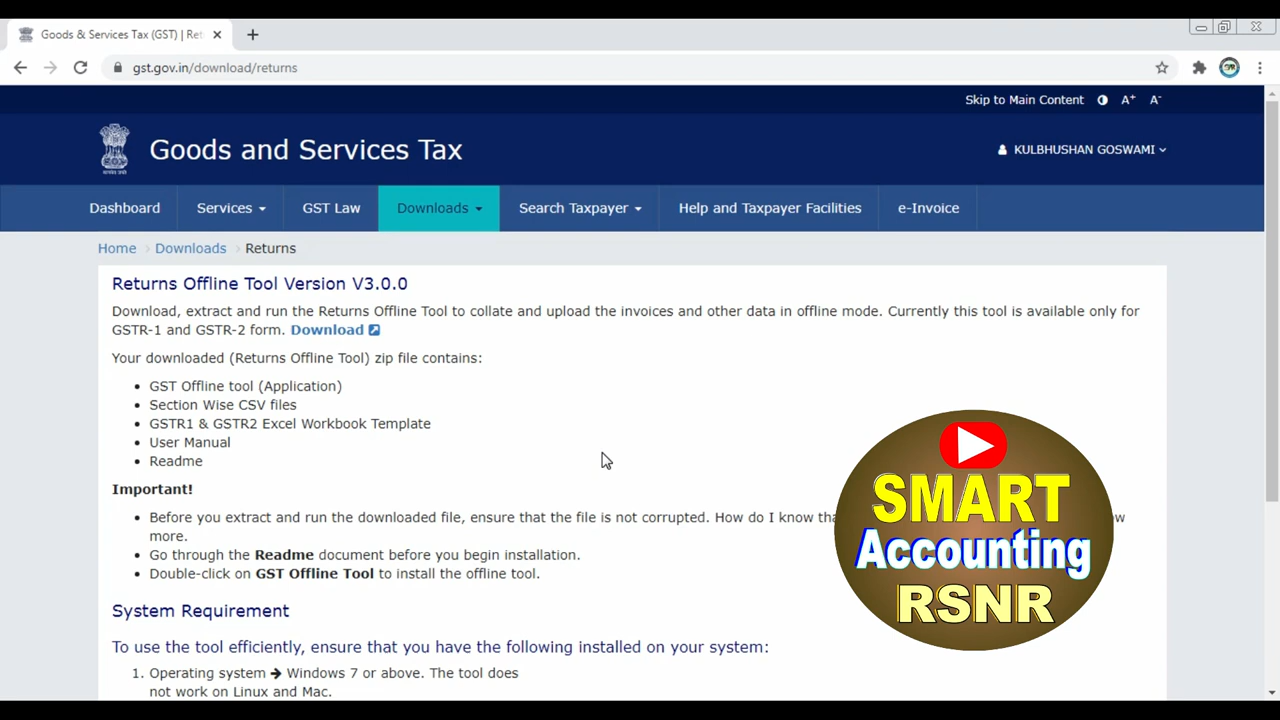 Goods & Services Tax (GST) | Ret
gst.gov.in/download/returns
Skip to Main Content A+ A-
Goods and Services Tax
KULBHUSHAN GOSWAMI
Dashboard Services GST Law Downloads Search Taxpayer Help and Taxpayer Facilities e-Invoice
Home > Downloads > Returns
Returns Offline Tool Version V3.0.0
Download, extract and run the Returns Offline Tool to collate and upload the invoices and other data in offline mode. Currently this tool is available only for
GSTR-1 and GSTR-2 form. Download
Your downloaded (Returns Offline Tool) zip file contains:
• GST Offline tool (Application)
• Section Wise CSV files
• GSTR1 & GSTR2 Excel Workbook Template
• User Manual
• Readme
Important!
• Before you extract and run the downloaded file, ensure that the file is not corrupted. How do I know
more.
• Go through the Readme document before you begin installation.
• Double-click on GST Offline Tool to install the offline tool.
System Requirement
To use the tool efficiently, ensure that you have the following installed on your system:
1. Operating system ➔ Windows 7 or above. The tool does
not work on Linux and Mac.
SMART
Accounting
RSNR